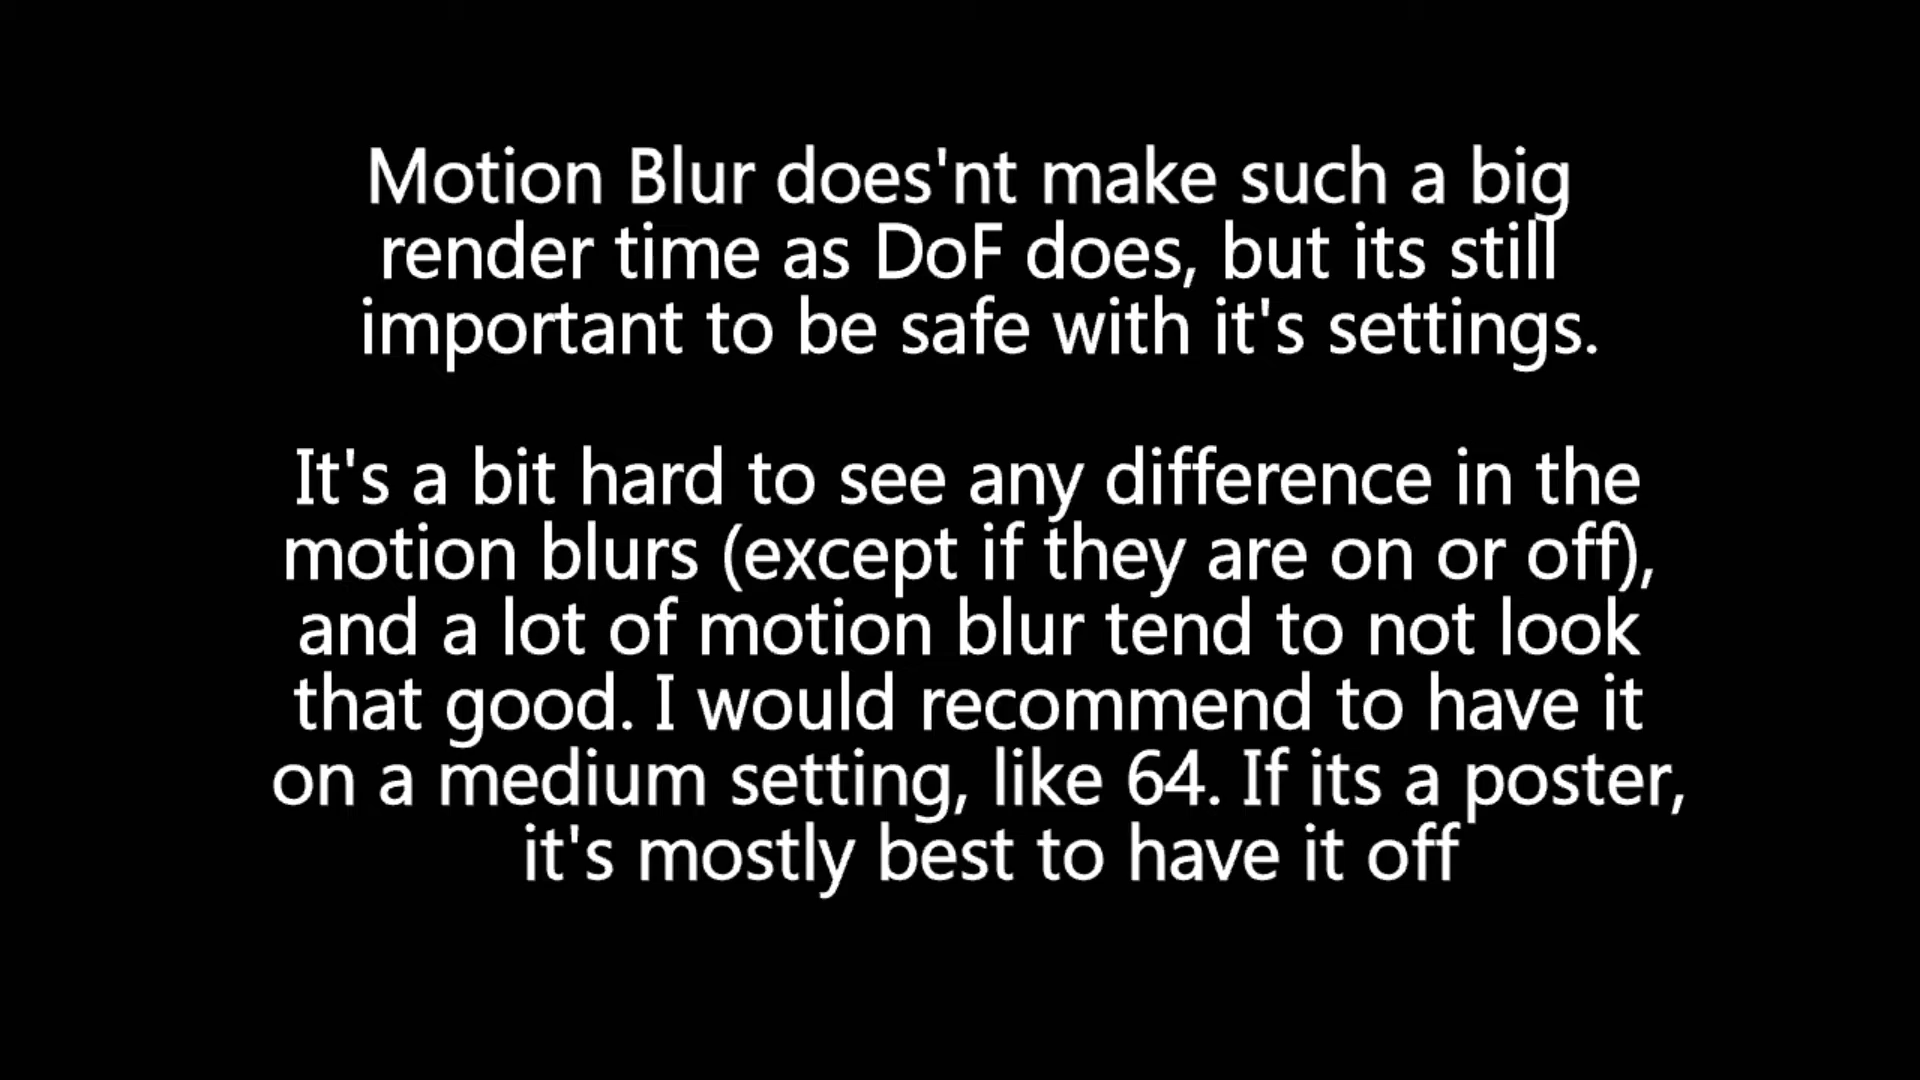 Motion Blur does'nt make such a big
render time as DoF does, but its still
important to be safe with it's settings.
It's a bit hard to see any difference in the
motion blurs (except if they are on or off),
and a lot of motion blur tend to not look
that good. I would recommend to have it
on a medium setting, like 64. If its a poster,
it's mostly best to have it off